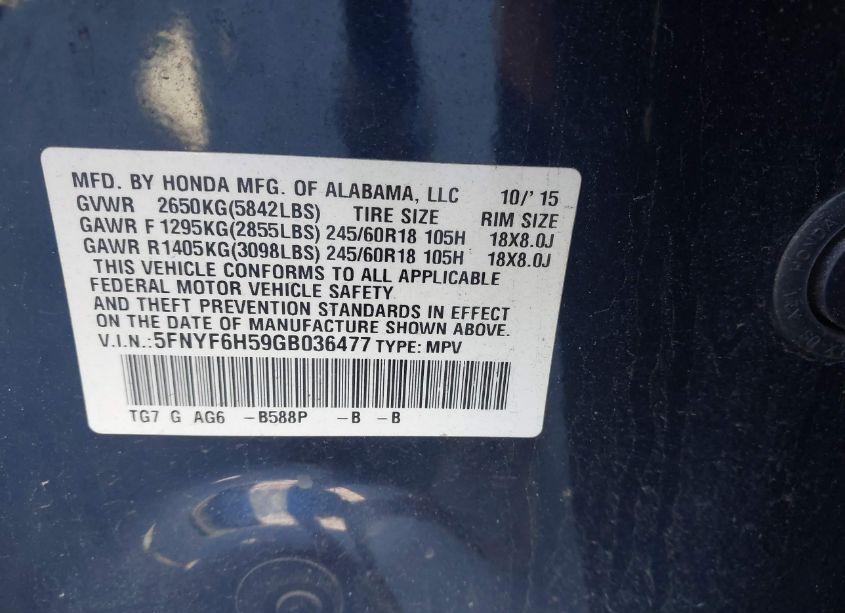 MFD. BY HONDA MFG. OF ALABAMA, LLC 10/' 15
GVWR 2650KG(5842LBS) TIRE SIZE RIM SIZE
GAWR F 1295KG(2855LBS) 245/60R18 105H 18X8.0J
GAWR R1405KG(3098LBS) 245/60R18 105H 18X8.0J
THIS VEHICLE CONFORMS TO ALL APPLICABLE
FEDERAL MOTOR VEHICLE SAFETY
AND THEFT PREVENTION STANDARDS IN EFFECT
ON THE DATE OF MANUFACTURE SHOWN ABOVE.
V.I.N.:5FNYF6H59GB036477 TYPE: MPV
TG7 G AG6 -B588P -B -B
HONDA